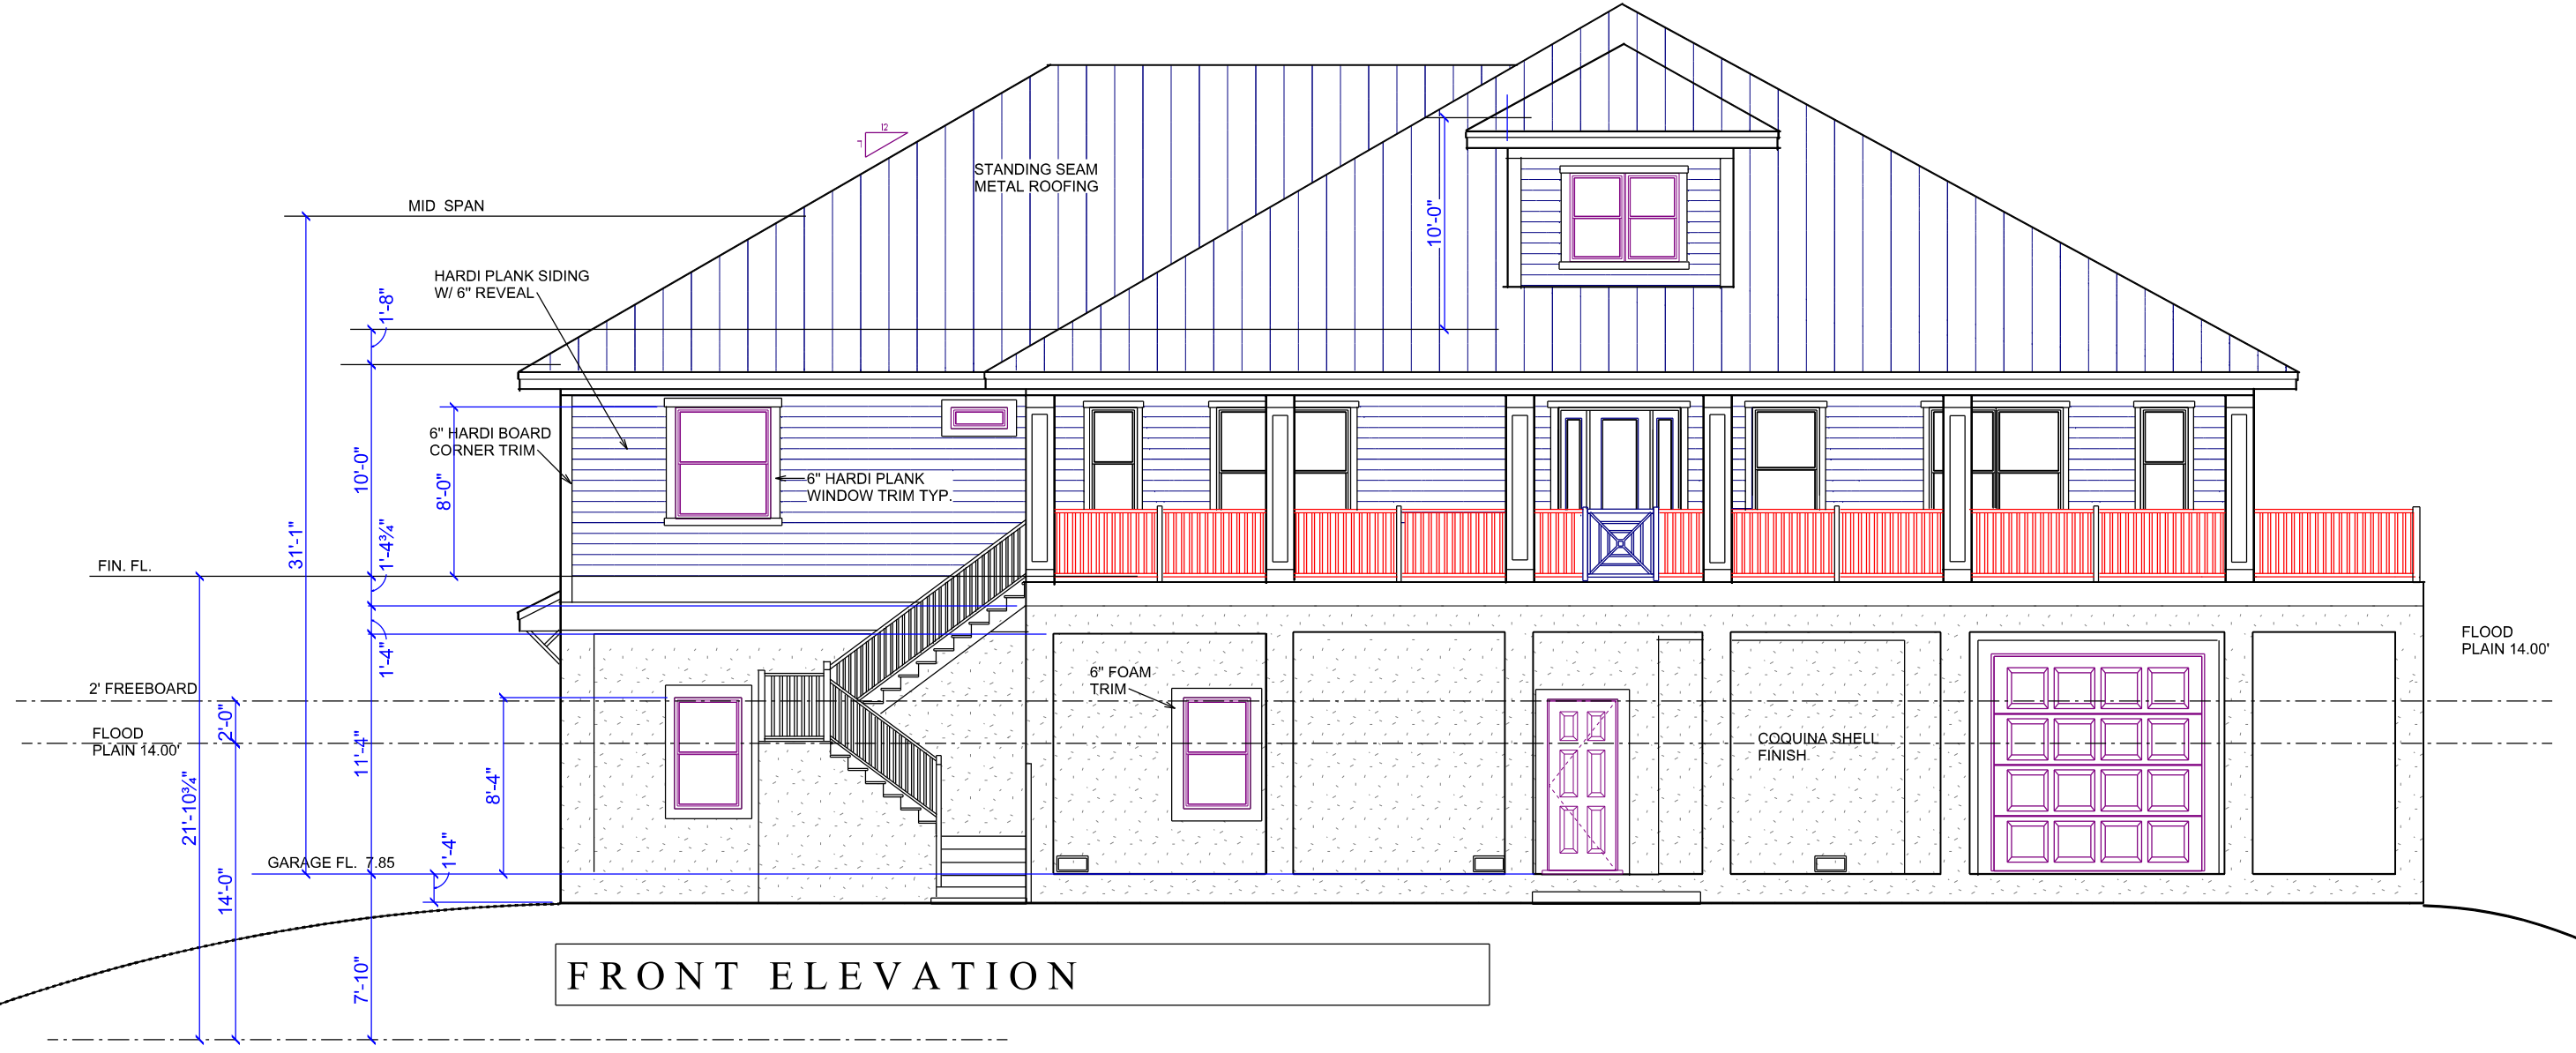 12
7
STANDING SEAM
METAL ROOFING
MID  SPAN
10'-0"
HARDI PLANK SIDING
W/ 6" REVEAL
1'-8"
6" HARDI BOARD
CORNER TRIM
10'-0"
8'-0"
6" HARDI PLANK
WINDOW TRIM TYP.
31'-1"
1'-4¾"
FIN. FL.
1'-4"
FLOOD
PLAIN 14.00'
6" FOAM
TRIM
2' FREEBOARD
2'-0"
FLOOD
PLAIN 14.00'
11'-4"
COQUINA SHELL
FINISH
8'-4"
21'-10¾"
1'-4"
GARAGE FL.  7.85
14'-0"
7'-10"
FRONT ELEVATION